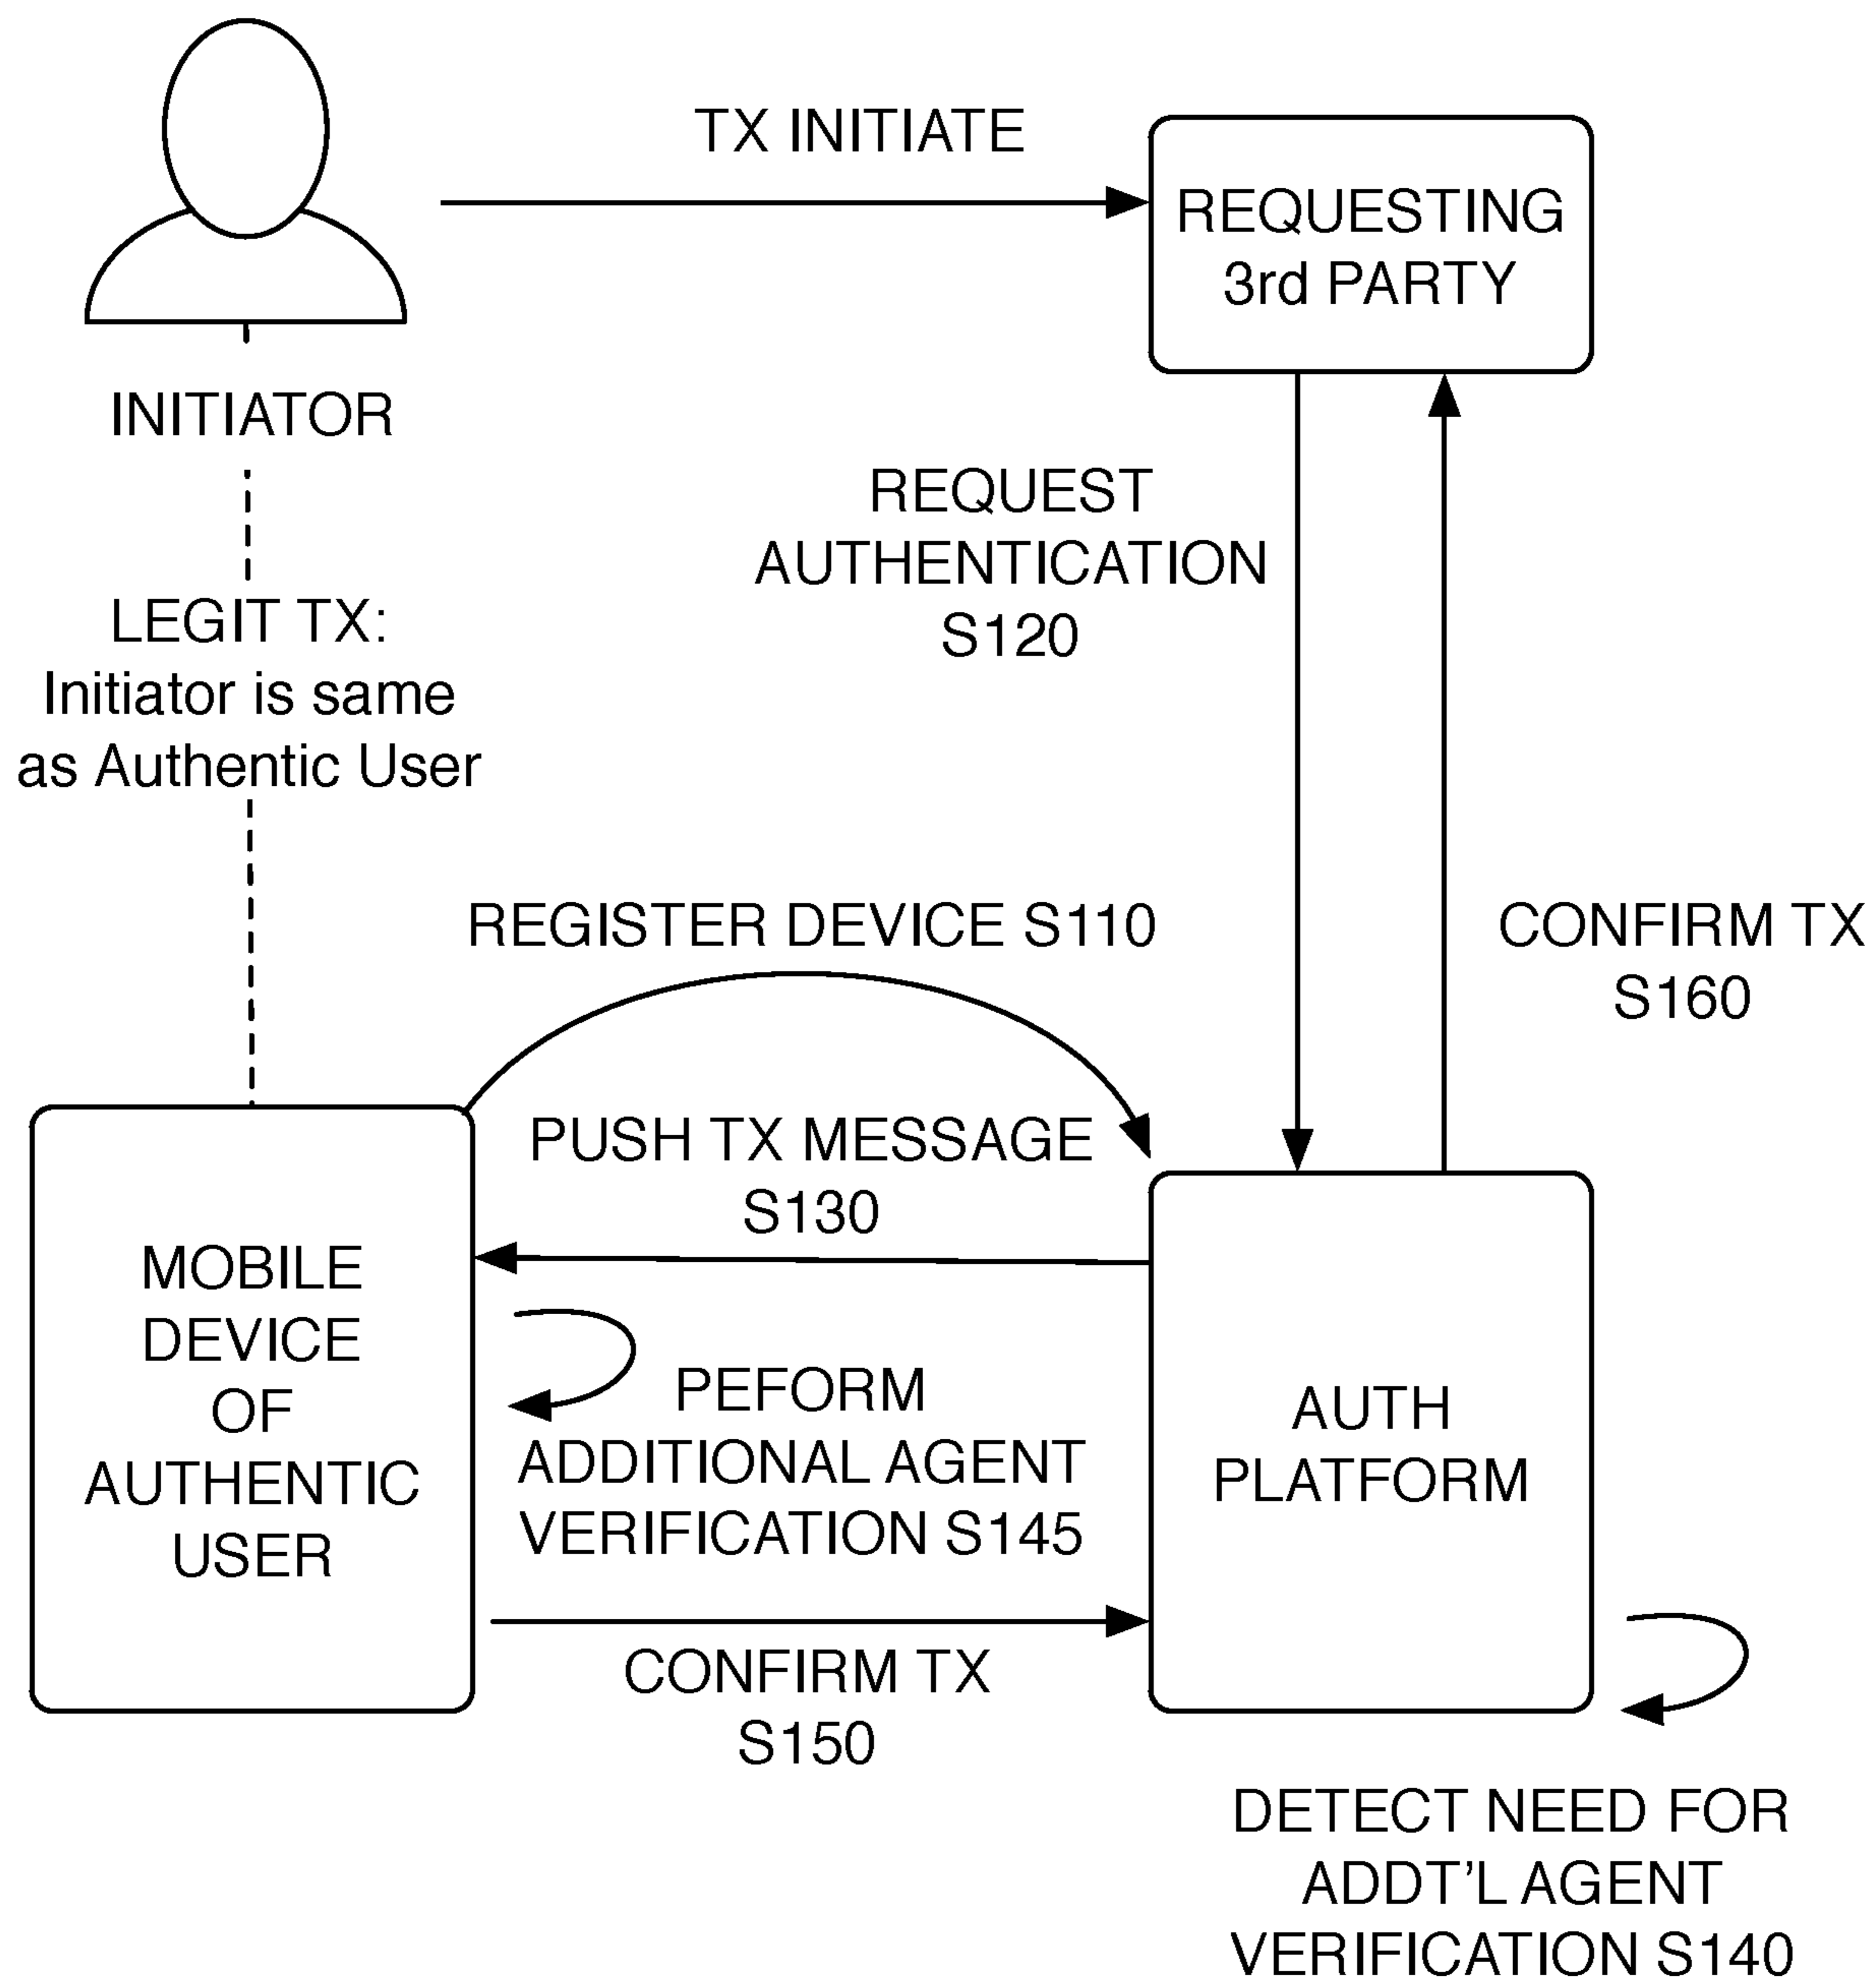 TX INITIATE
REQUESTING
3rd PARTY
INITIATOR
REQUEST
AUTHENTICATION
S120
LEGIT TX:
Initiator is same
as Authentic User
REGISTER DEVICE S110
CONFIRM TX
S160
PUSH TX MESSAGE
S130
MOBILE
DEVICE
OF
AUTHENTIC
USER
PEFORM
ADDITIONAL AGENT
VERIFICATION S145
AUTH
PLATFORM
CONFIRM TX
S150
DETECT NEED FOR
ADDT'L AGENT
VERIFICATION S140